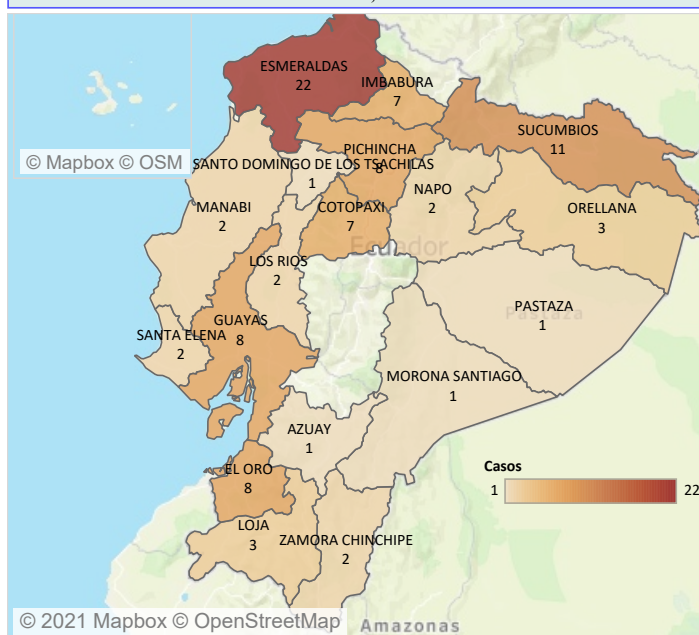 ESMERALDAS
22
IMBABURA
7
SUCUMBIOS
11
© Mapbox © OSM
PICHINCHA
8
SANTO DOMINGO DE LOS TSACHILAS
1
NAPO
2
MANABI
2
COTOPAXI
7
ORELLANA
3
Ecuador
LOS RIOS
2
PASTAZA
1
Pastaza
GUAYAS
8
SANTA ELENA
2
MORONA SANTIAGO
1
AZUAY
1
Casos
1 22
EL ORO
8
LOJA
3
ZAMORA CHINCHIPE
2
© 2021 Mapbox © OpenStreetMap
Amazonas